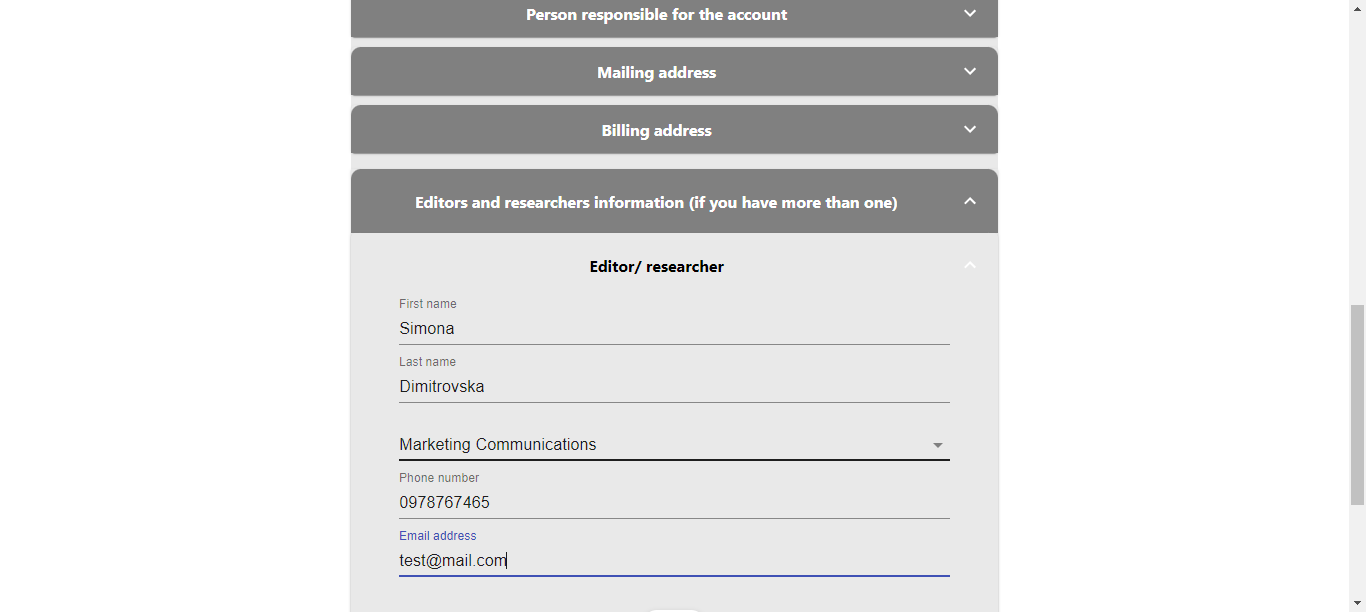 Person responsible for the account
Mailing address
Billing address
Editors and researchers information (if you have more than one)
Editor/ researcher
First name
Simona
Last name
Dimitrovska
Marketing Communications
Phone number
0978767465
Email address
test@mail.com